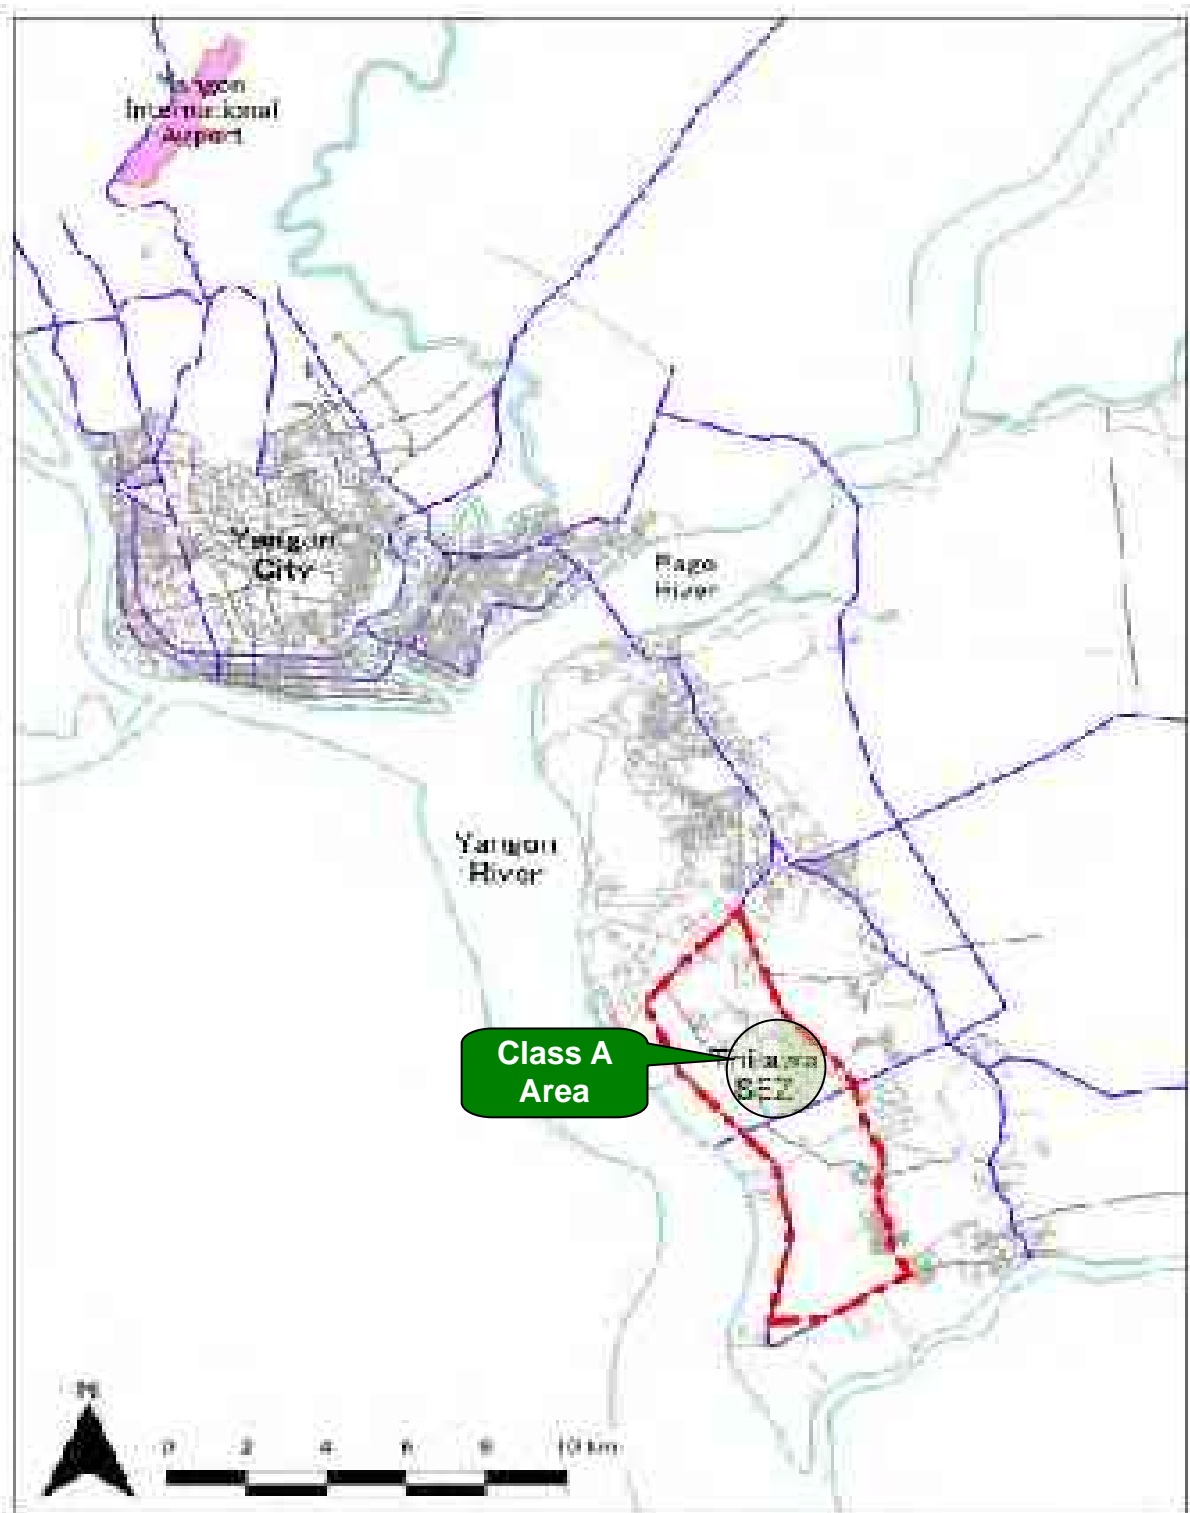 Yangon
International
Airport
Yangon
City
Bago
River
Yangon
River
Class A
Area
Thilawa
SEZ
N
0 2 4 6 8 10 km